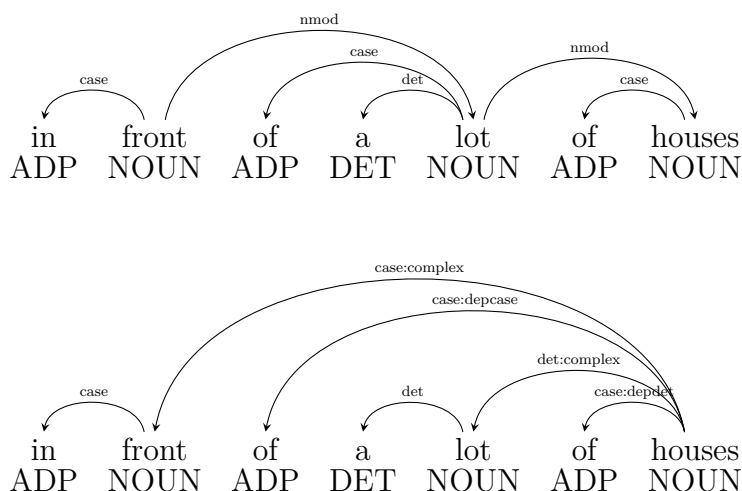 nmod
case
nmod
case
det
case
in front of a lot of houses
ADP NOUN ADP DET NOUN ADP NOUN
case:complex
case:depcase
det:complex
case
det
case:depdet
in front of a lot of houses
ADP NOUN ADP DET NOUN ADP NOUN